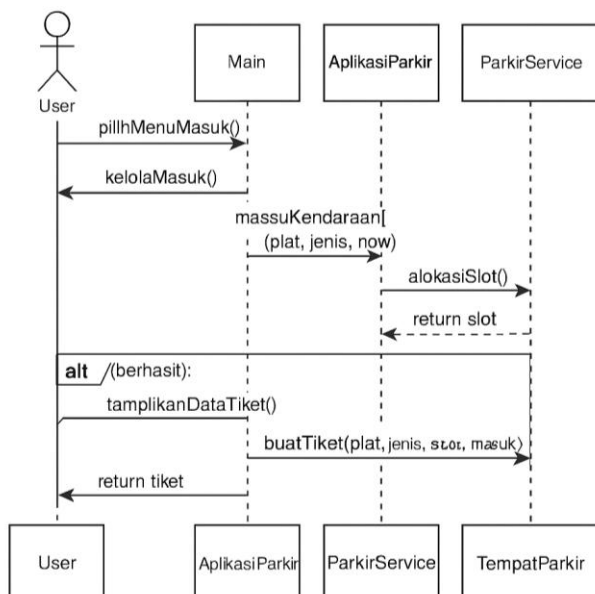 Main
AplikasiParkir
ParkirService
User
pillhMenuMasuk()
kelolaMasuk()
massuKendaraan[
(plat, jenis, now)
alokasiSlot()
return slot
alt /(berhasit):
tamplikanDataTiket()
buatTiket(plat, jenis, slot, masuk)
return tiket
User
AplikasiParkir
ParkirService
TempatParkir